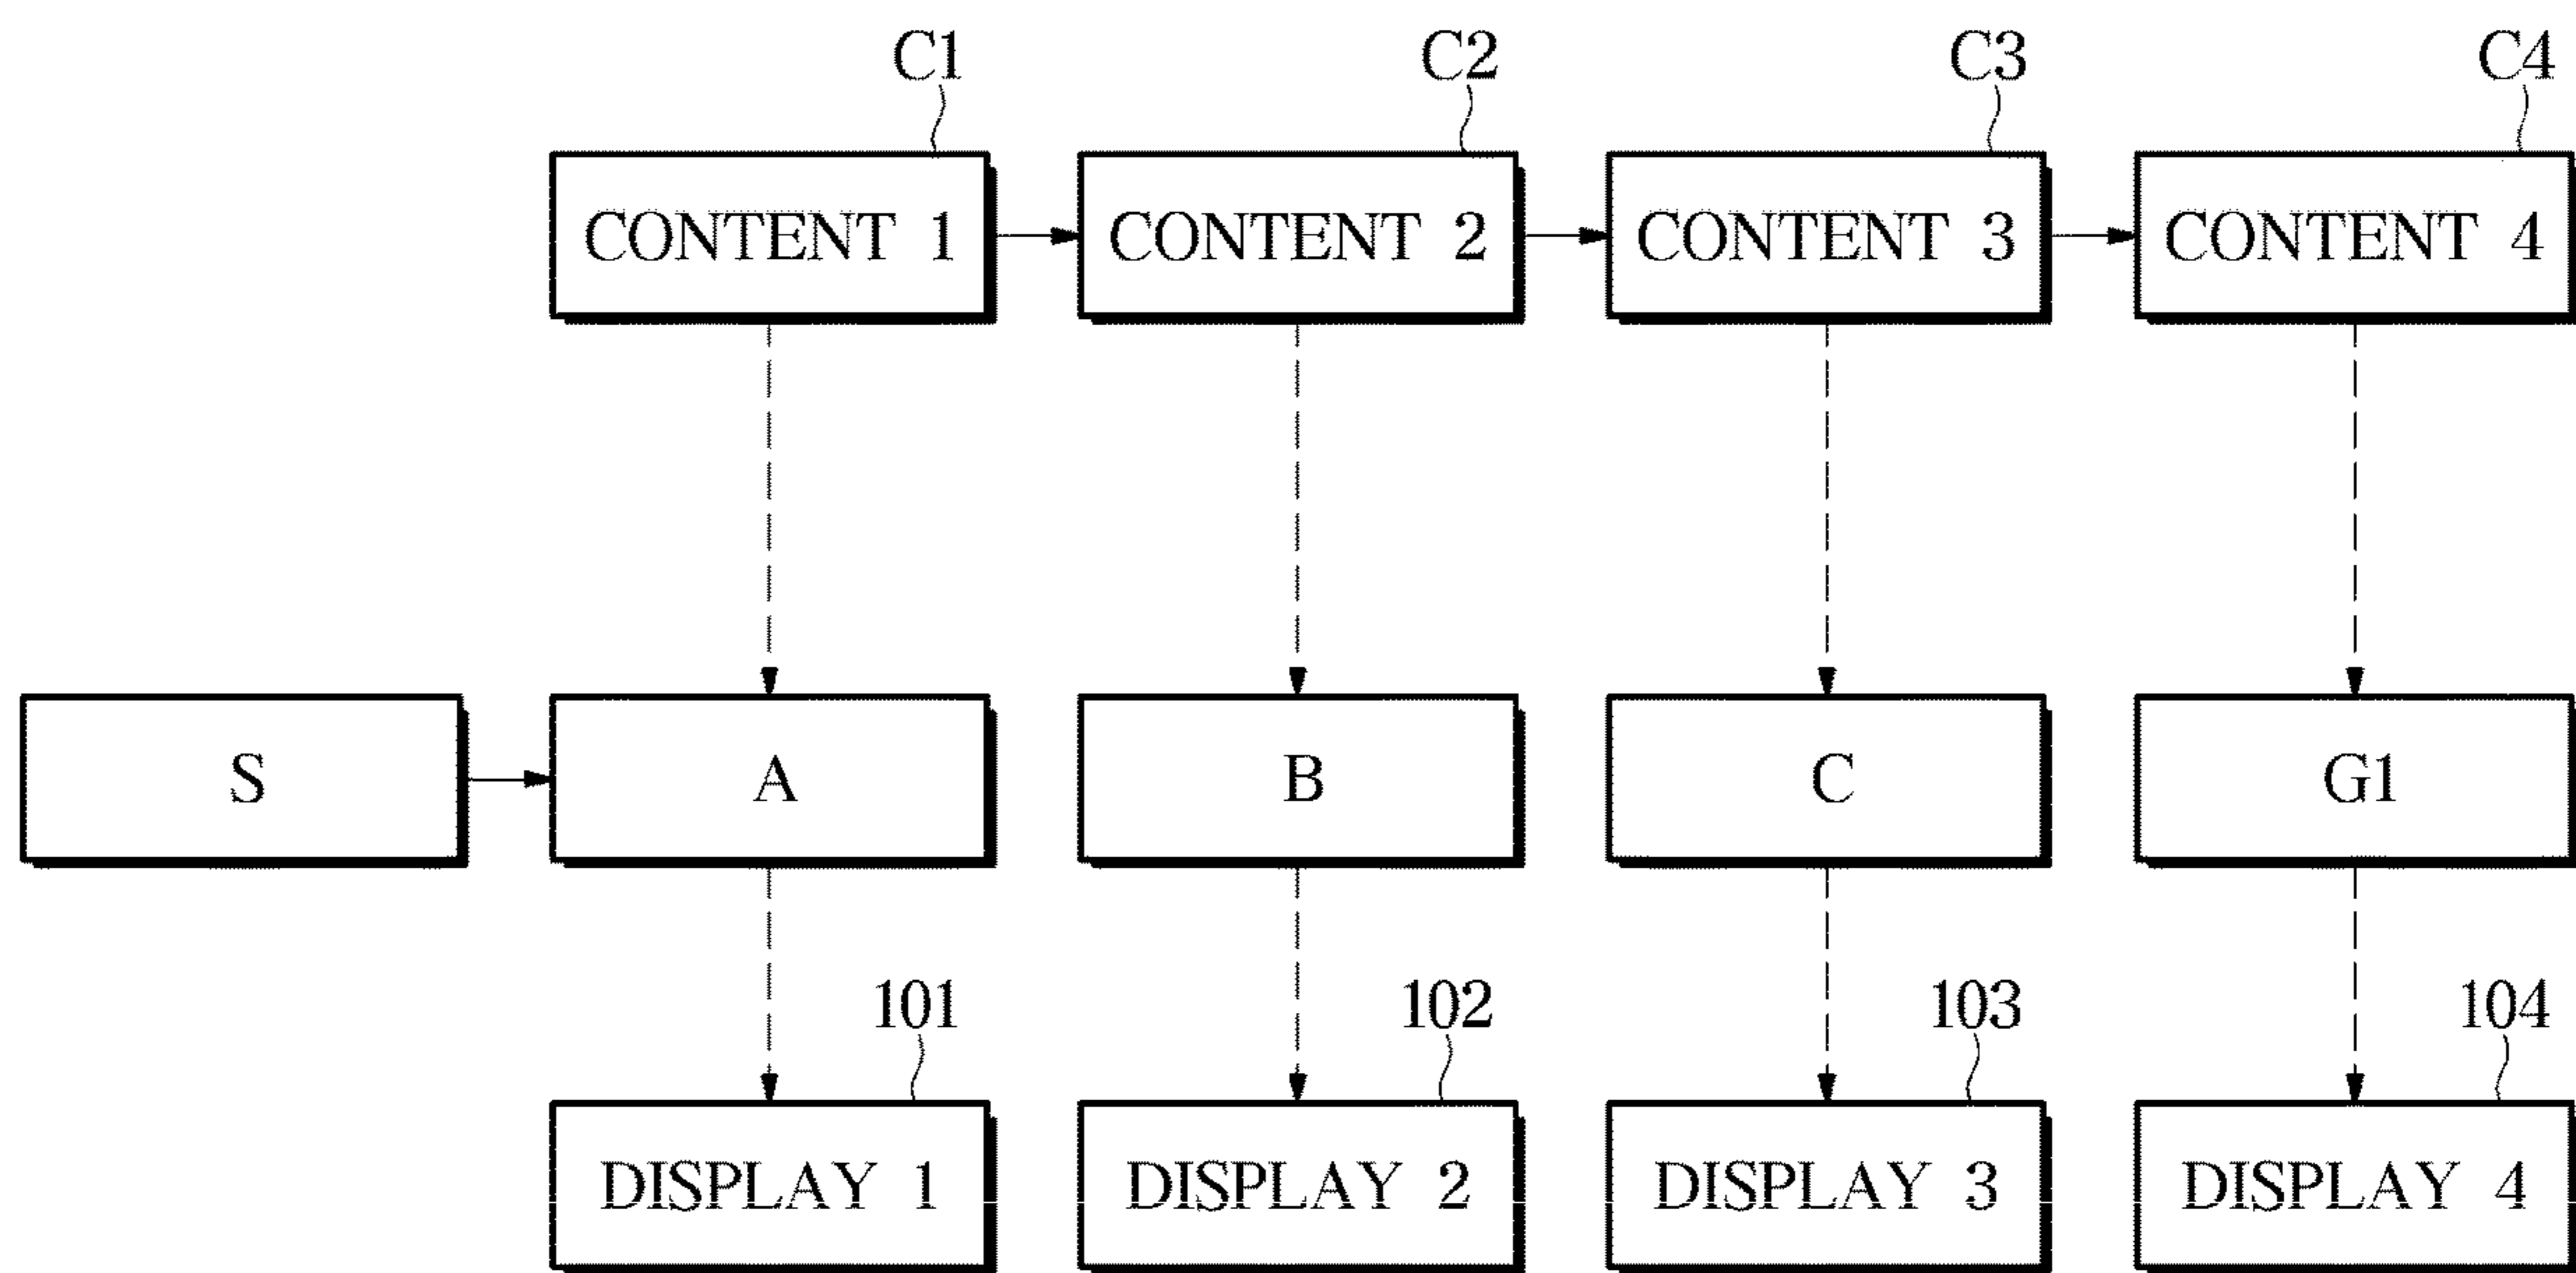 C1 C2 C3 C4
CONTENT 1 CONTENT 2 CONTENT 3 CONTENT 4
S A B C G1
101 102 103 104
DISPLAY 1 DISPLAY 2 DISPLAY 3 DISPLAY 4